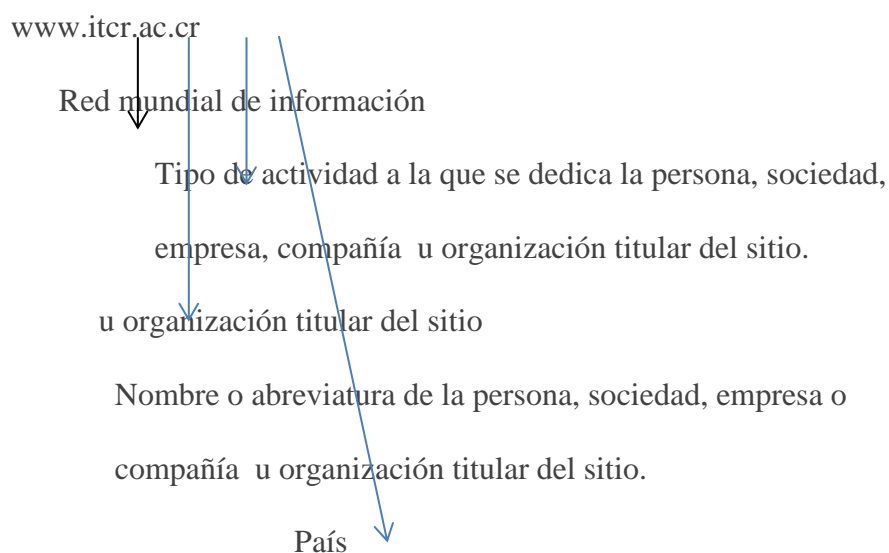 www.itcr.ac.cr
Red mundial de información
Tipo de actividad a la que se dedica la persona, sociedad,
empresa, compañía u organización titular del sitio.
u organización titular del sitio
Nombre o abreviatura de la persona, sociedad, empresa o
compañía u organización titular del sitio.
País